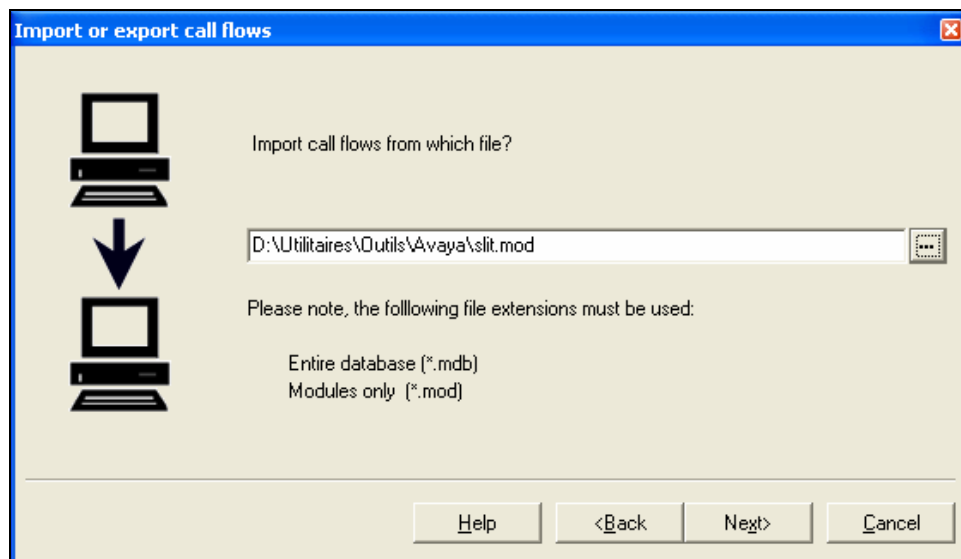 Import or export call flows
Import call flows from which file?
D:\Utilitaires\Outils\Avaya\slit.mod
...
Please note, the folllowing file extensions must be used:
Entire database (*.mdb)
Modules only (*.mod)
Help
<Back
Next>
Cancel